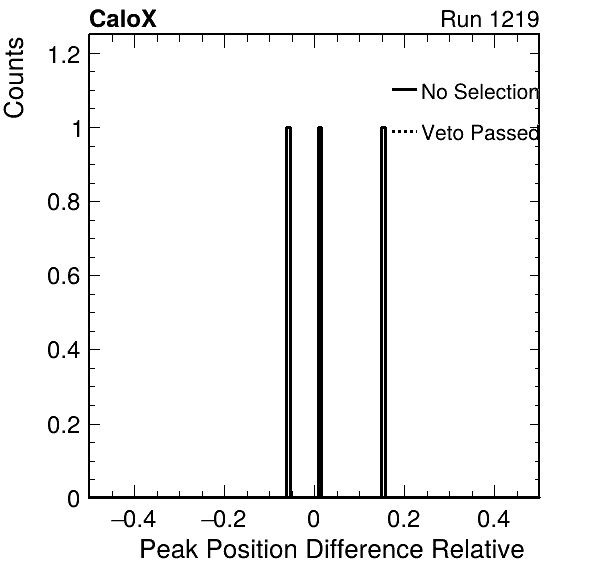 CaloX Run 1219
Counts
No Selection
Veto Passed
1.2
1
0.8
0.6
0.4
0.2
0
−0.4 −0.2 0 0.2 0.4
Peak Position Difference Relative